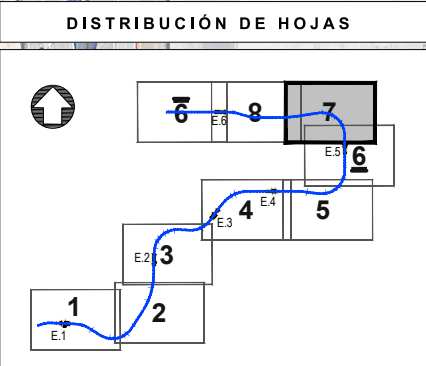 DISTRIBUCIÓN DE HOJAS
6 8 7
E.6
E.5 6
4 E.4 5
E.3
E.2 3
1 2
E.1